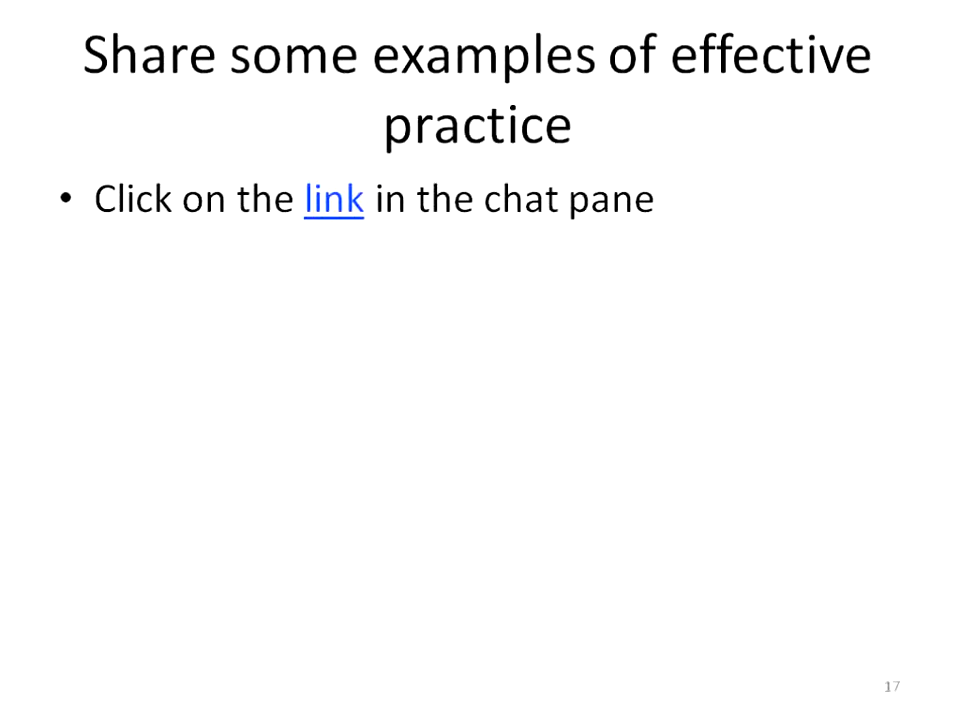 Share some examples of effective
practice
• Click on the link in the chat pane
17